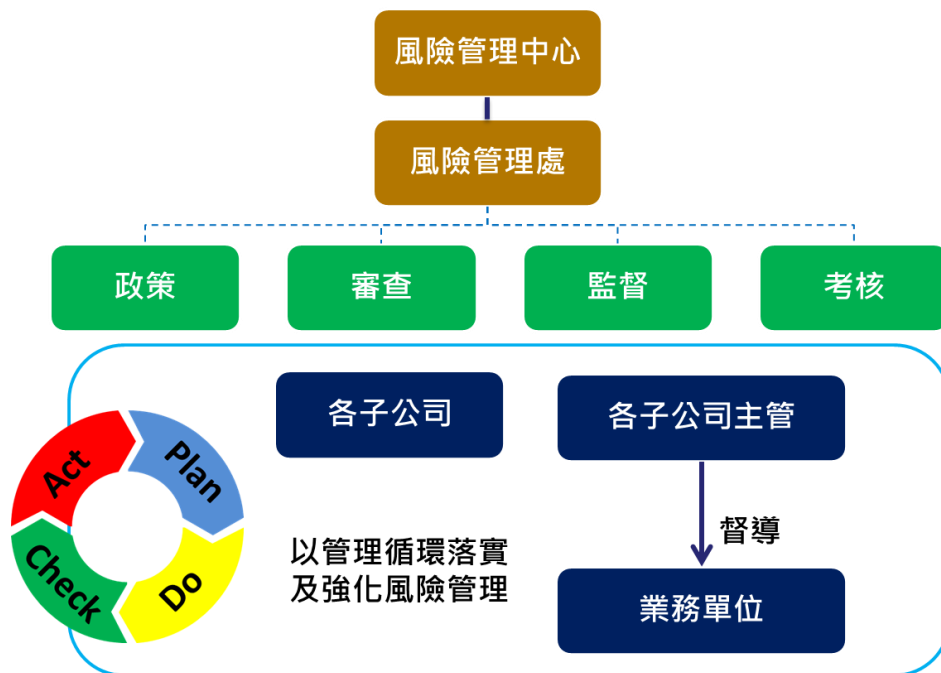 風險管理中心
風險管理處
政策
審查
監督
考核
各子公司
各子公司主管
Act
Plan
Check
Do
以管理循環落實
及強化風險管理
督導
業務單位